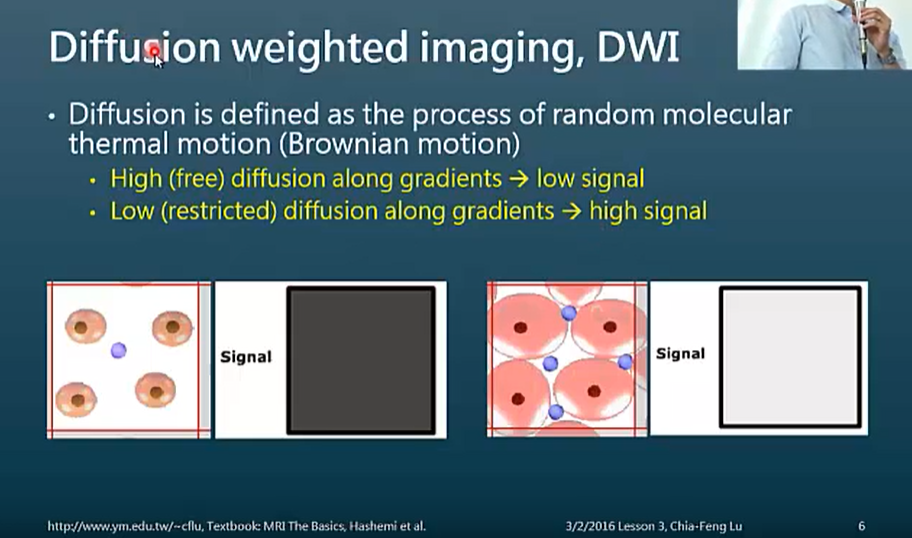 Diffusion weighted imaging, DWI
• Diffusion is defined as the process of random molecular
thermal motion (Brownian motion)
• High (free) diffusion along gradients → low signal
• Low (restricted) diffusion along gradients → high signal
Signal
Signal
http://www.ym.edu.tw/~cflu, Textbook: MRI The Basics, Hashemi et al.
3/2/2016 Lesson 3, Chia-Feng Lu
6